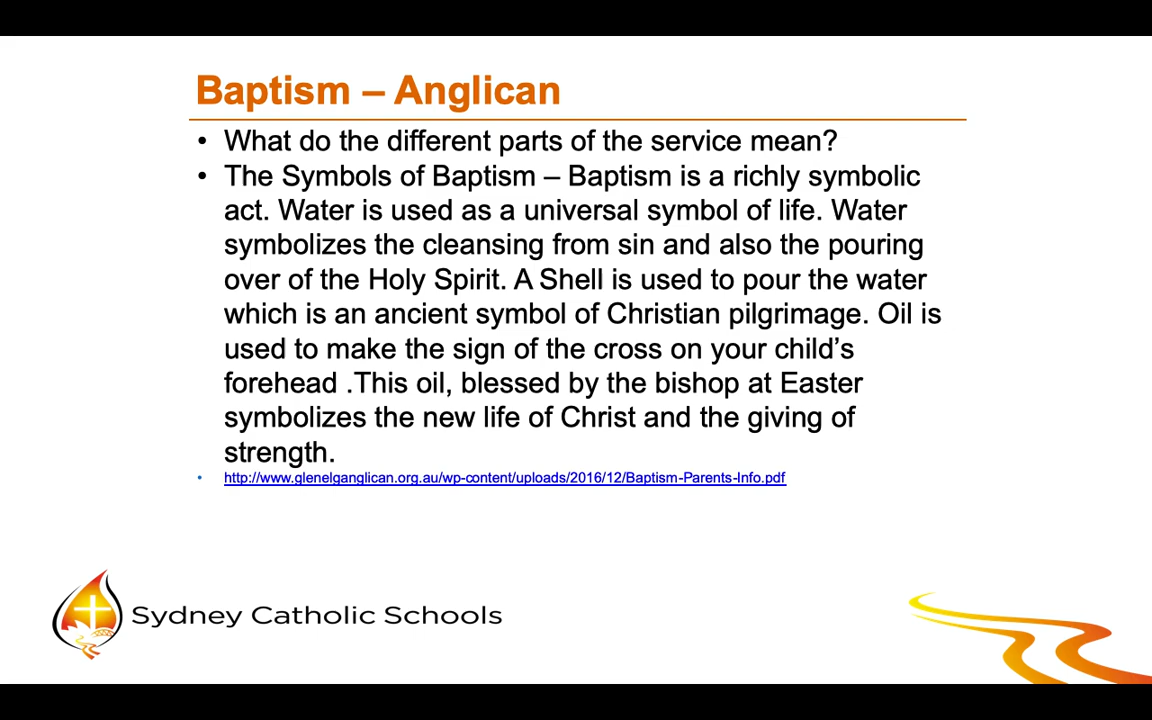 Baptism – Anglican
• What do the different parts of the service mean?
• The Symbols of Baptism – Baptism is a richly symbolic
act. Water is used as a universal symbol of life. Water
symbolizes the cleansing from sin and also the pouring
over of the Holy Spirit. A Shell is used to pour the water
which is an ancient symbol of Christian pilgrimage. Oil is
used to make the sign of the cross on your child’s
forehead .This oil, blessed by the bishop at Easter
symbolizes the new life of Christ and the giving of
strength.
• http://www.glenelganglican.org.au/wp-content/uploads/2016/12/Baptism-Parents-Info.pdf
Sydney Catholic Schools